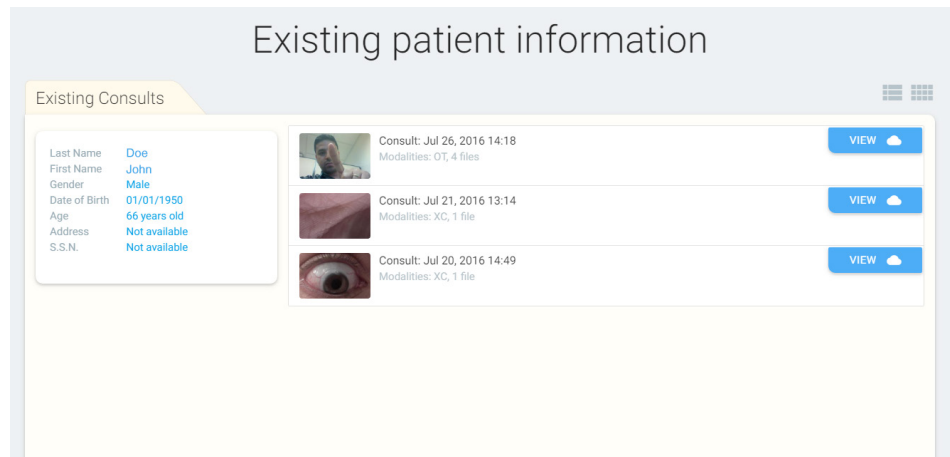 Existing patient information
Existing Consults
Last Name Doe
First Name John
Gender Male
Date of Birth 01/01/1950
Age 66 years old
Address Not available
S.S.N. Not available
Consult: Jul 26, 2016 14:18
Modalities: OT, 4 files
VIEW
Consult: Jul 21, 2016 13:14
Modalities: XC, 1 file
VIEW
Consult: Jul 20, 2016 14:49
Modalities: XC, 1 file
VIEW